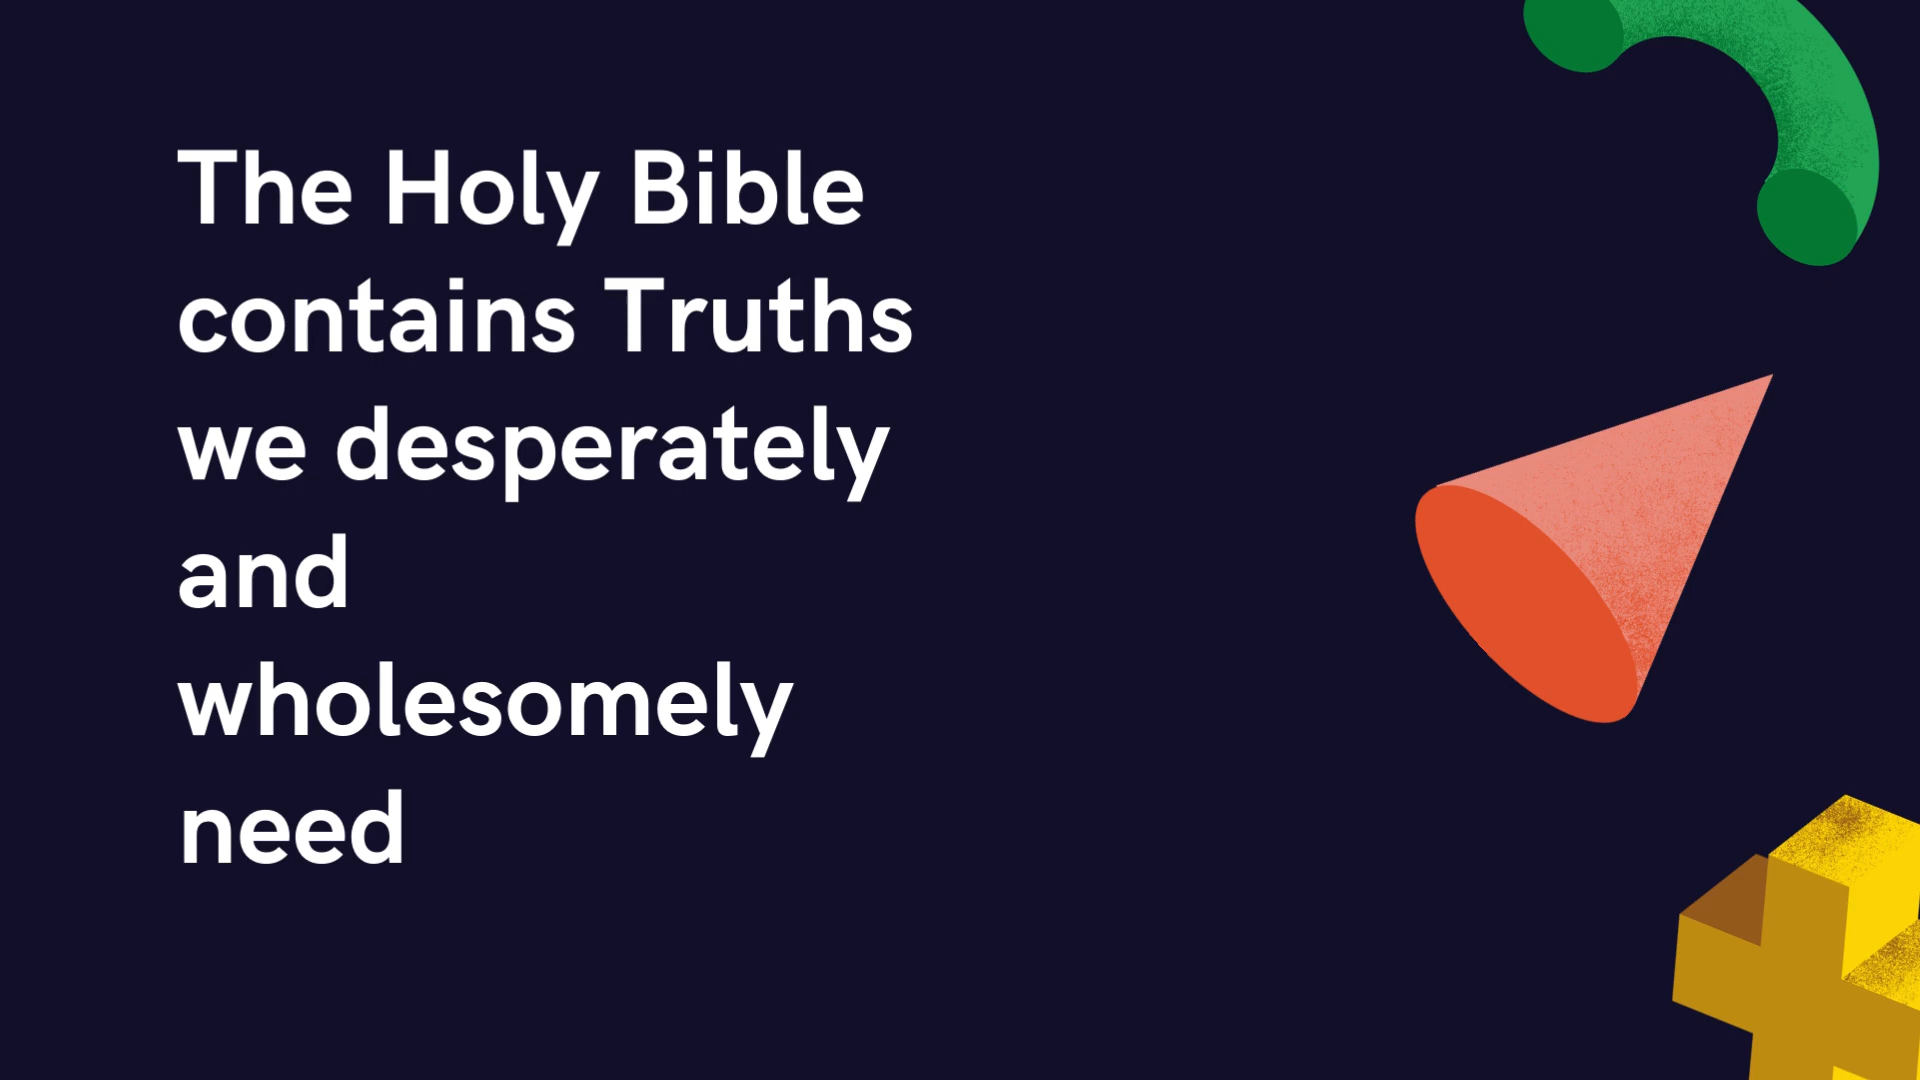 The Holy Bible
contains Truths
we desperately
and
wholesomely
need